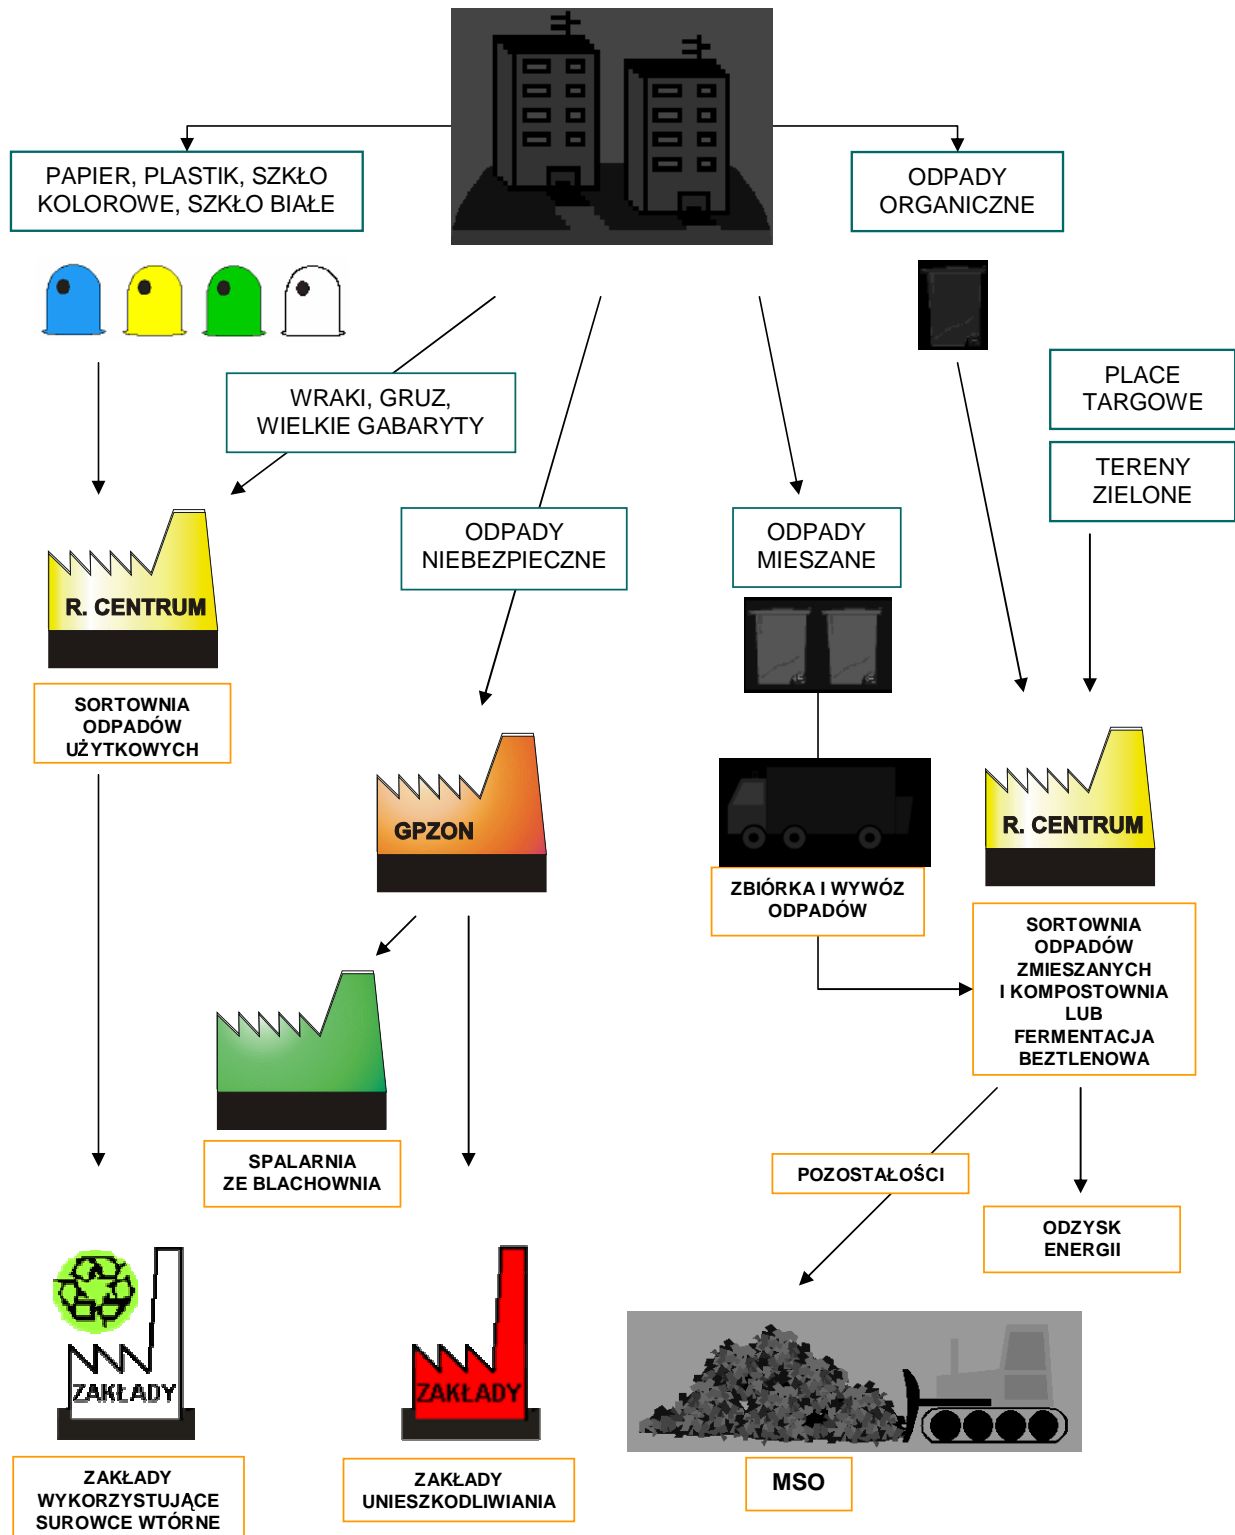 PAPIER, PLASTIK, SZKŁO
KOLOROWE, SZKŁO BIAŁE
ODPADY
ORGANICZNE
WRAKI, GRUZ,
WIELKIE GABARYTY
PLACE
TARGOWE
TERENY
ZIELONE
ODPADY
NIEBEZPIECZNE
ODPADY
MIESZANE
R. CENTRUM
SORTOWNIA
ODPADÓW
UŻYTKOWYCH
GPZON
R. CENTRUM
ZBIÓRKA I WYWÓZ
ODPADÓW
SORTOWNIA
ODPADÓW
ZMIESZANYCH
I KOMPOSTOWNIA
LUB
FERMENTACJA
BEZTLENOWA
SPALARNIA
ZE BLACHOWNIA
POZOSTAŁOŚCI
ODZYSK
ENERGII
ZAKŁADY
ZAKŁADY
ZAKŁADY
WYKORZYSTUJĄCE
SUROWCE WTÓRNE
ZAKŁADY
UNIESZKODLIWIANIA
MSO